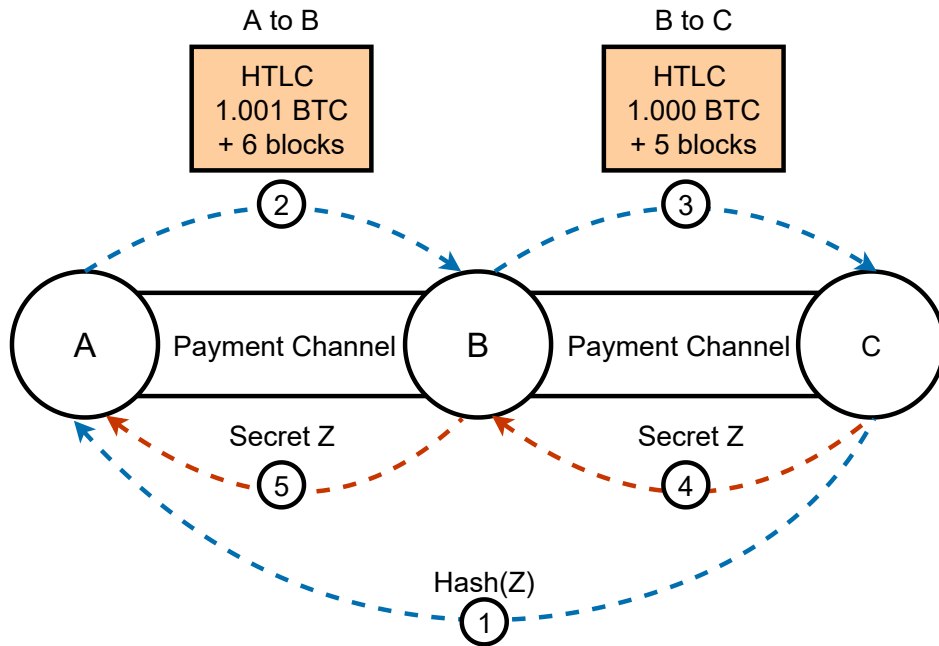 A to B
B to C
HTLC
1.001 BTC
+ 6 blocks
HTLC
1.000 BTC
+ 5 blocks
2
3
A
Payment Channel
B
Payment Channel
C
Secret Z
Secret Z
5
4
Hash(Z)
1